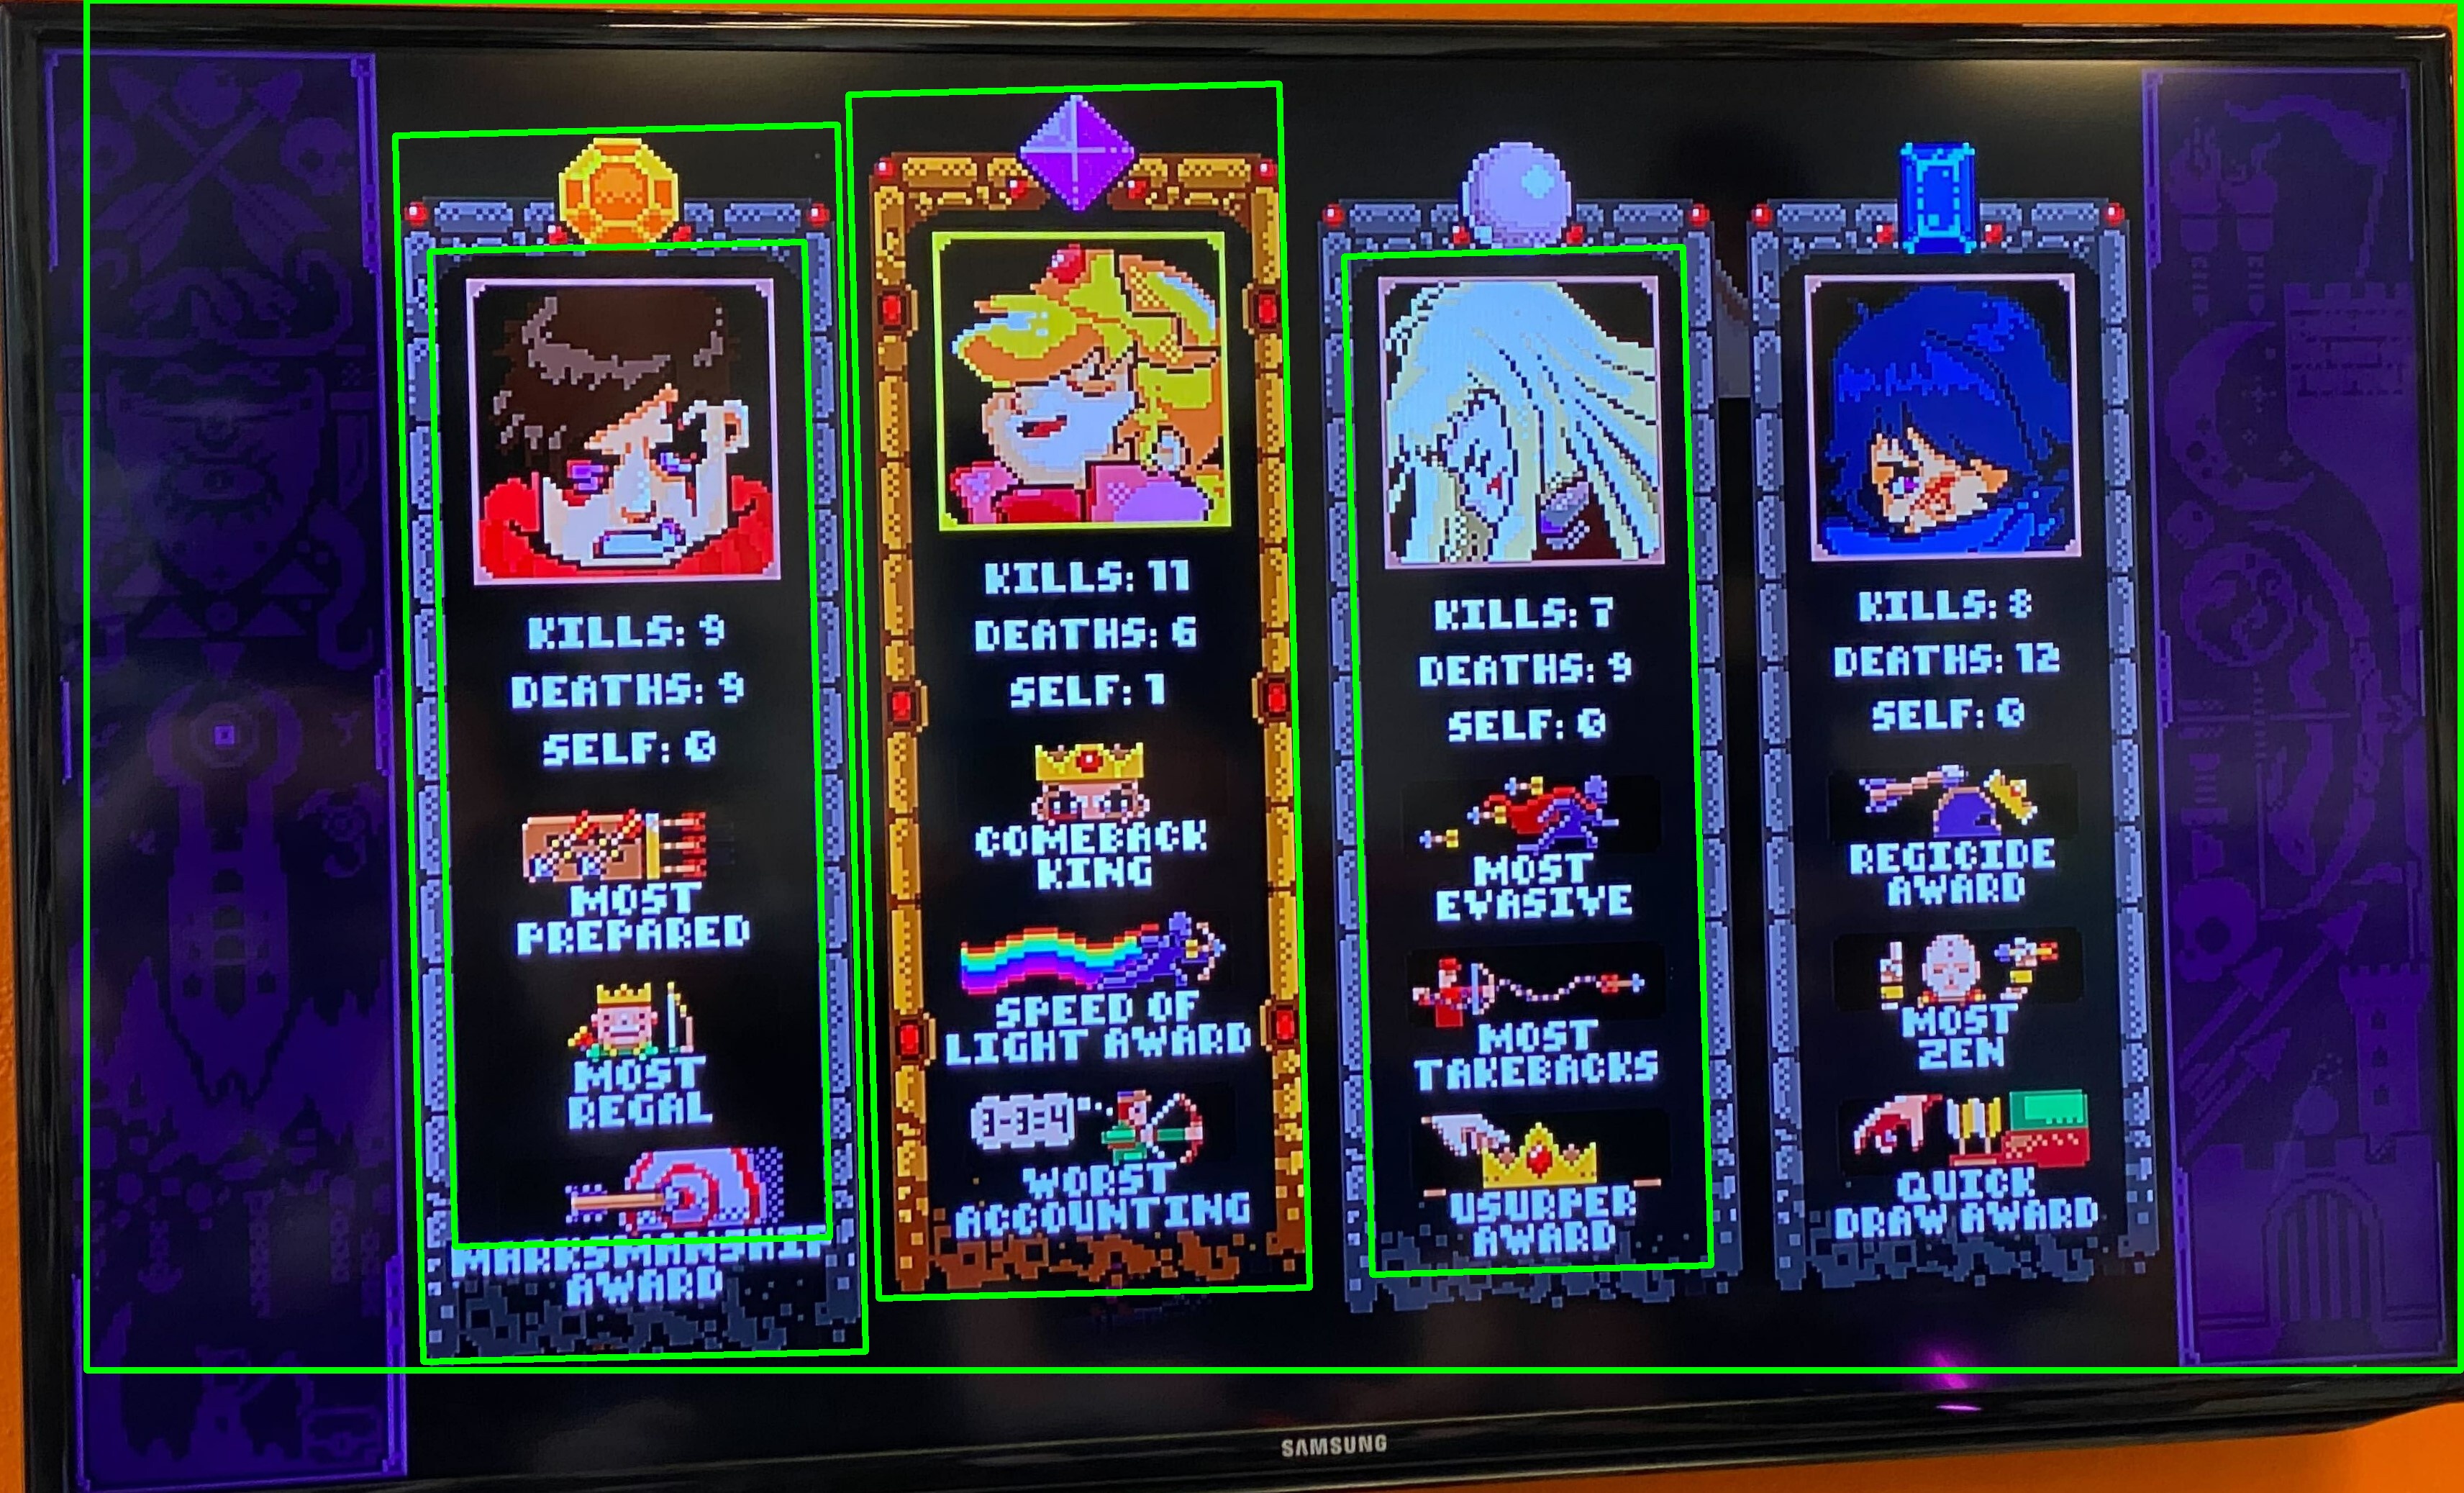 KILLS: 9
DEATHS: 9
SELF: 0
MOST
PREPARED
MOST
REGAL
MARKSMANSHIP
AWARD
KILLS: 11
DEATHS: 6
SELF: 1
COMEBACK
KING
SPEED OF
LIGHT AWARD
WORST
ACCOUNTING
KILLS: 7
DEATHS: 9
SELF: 0
MOST
EVASIVE
MOST
TAKEBACKS
USURPER
AWARD
KILLS: 8
DEATHS: 12
SELF: 0
REGICIDE
AWARD
MOST
ZEN
QUICK
DRAW AWARD
SAMSUNG